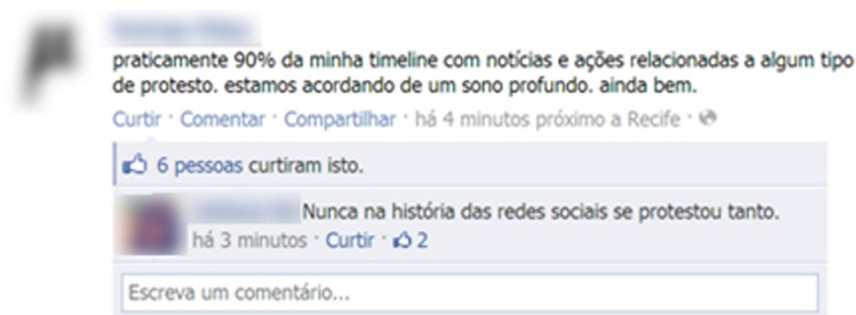 praticamente 90% da minha timeline com notícias e ações relacionadas a algum tipo
de protesto. estamos acordando de um sono profundo. ainda bem.
Curtir · Comentar · Compartilhar · há 4 minutos próximo a Recife ·
6 pessoas curtiram isto.
Nunca na história das redes sociais se protestou tanto.
há 3 minutos · Curtir · 2
Escreva um comentário...